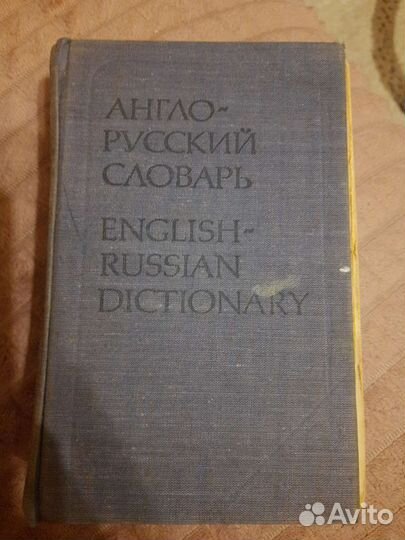 АНГЛО-
РУССКИЙ
СЛОВАРЬ
ENGLISH-
RUSSIAN
DICTIONARY
Avito